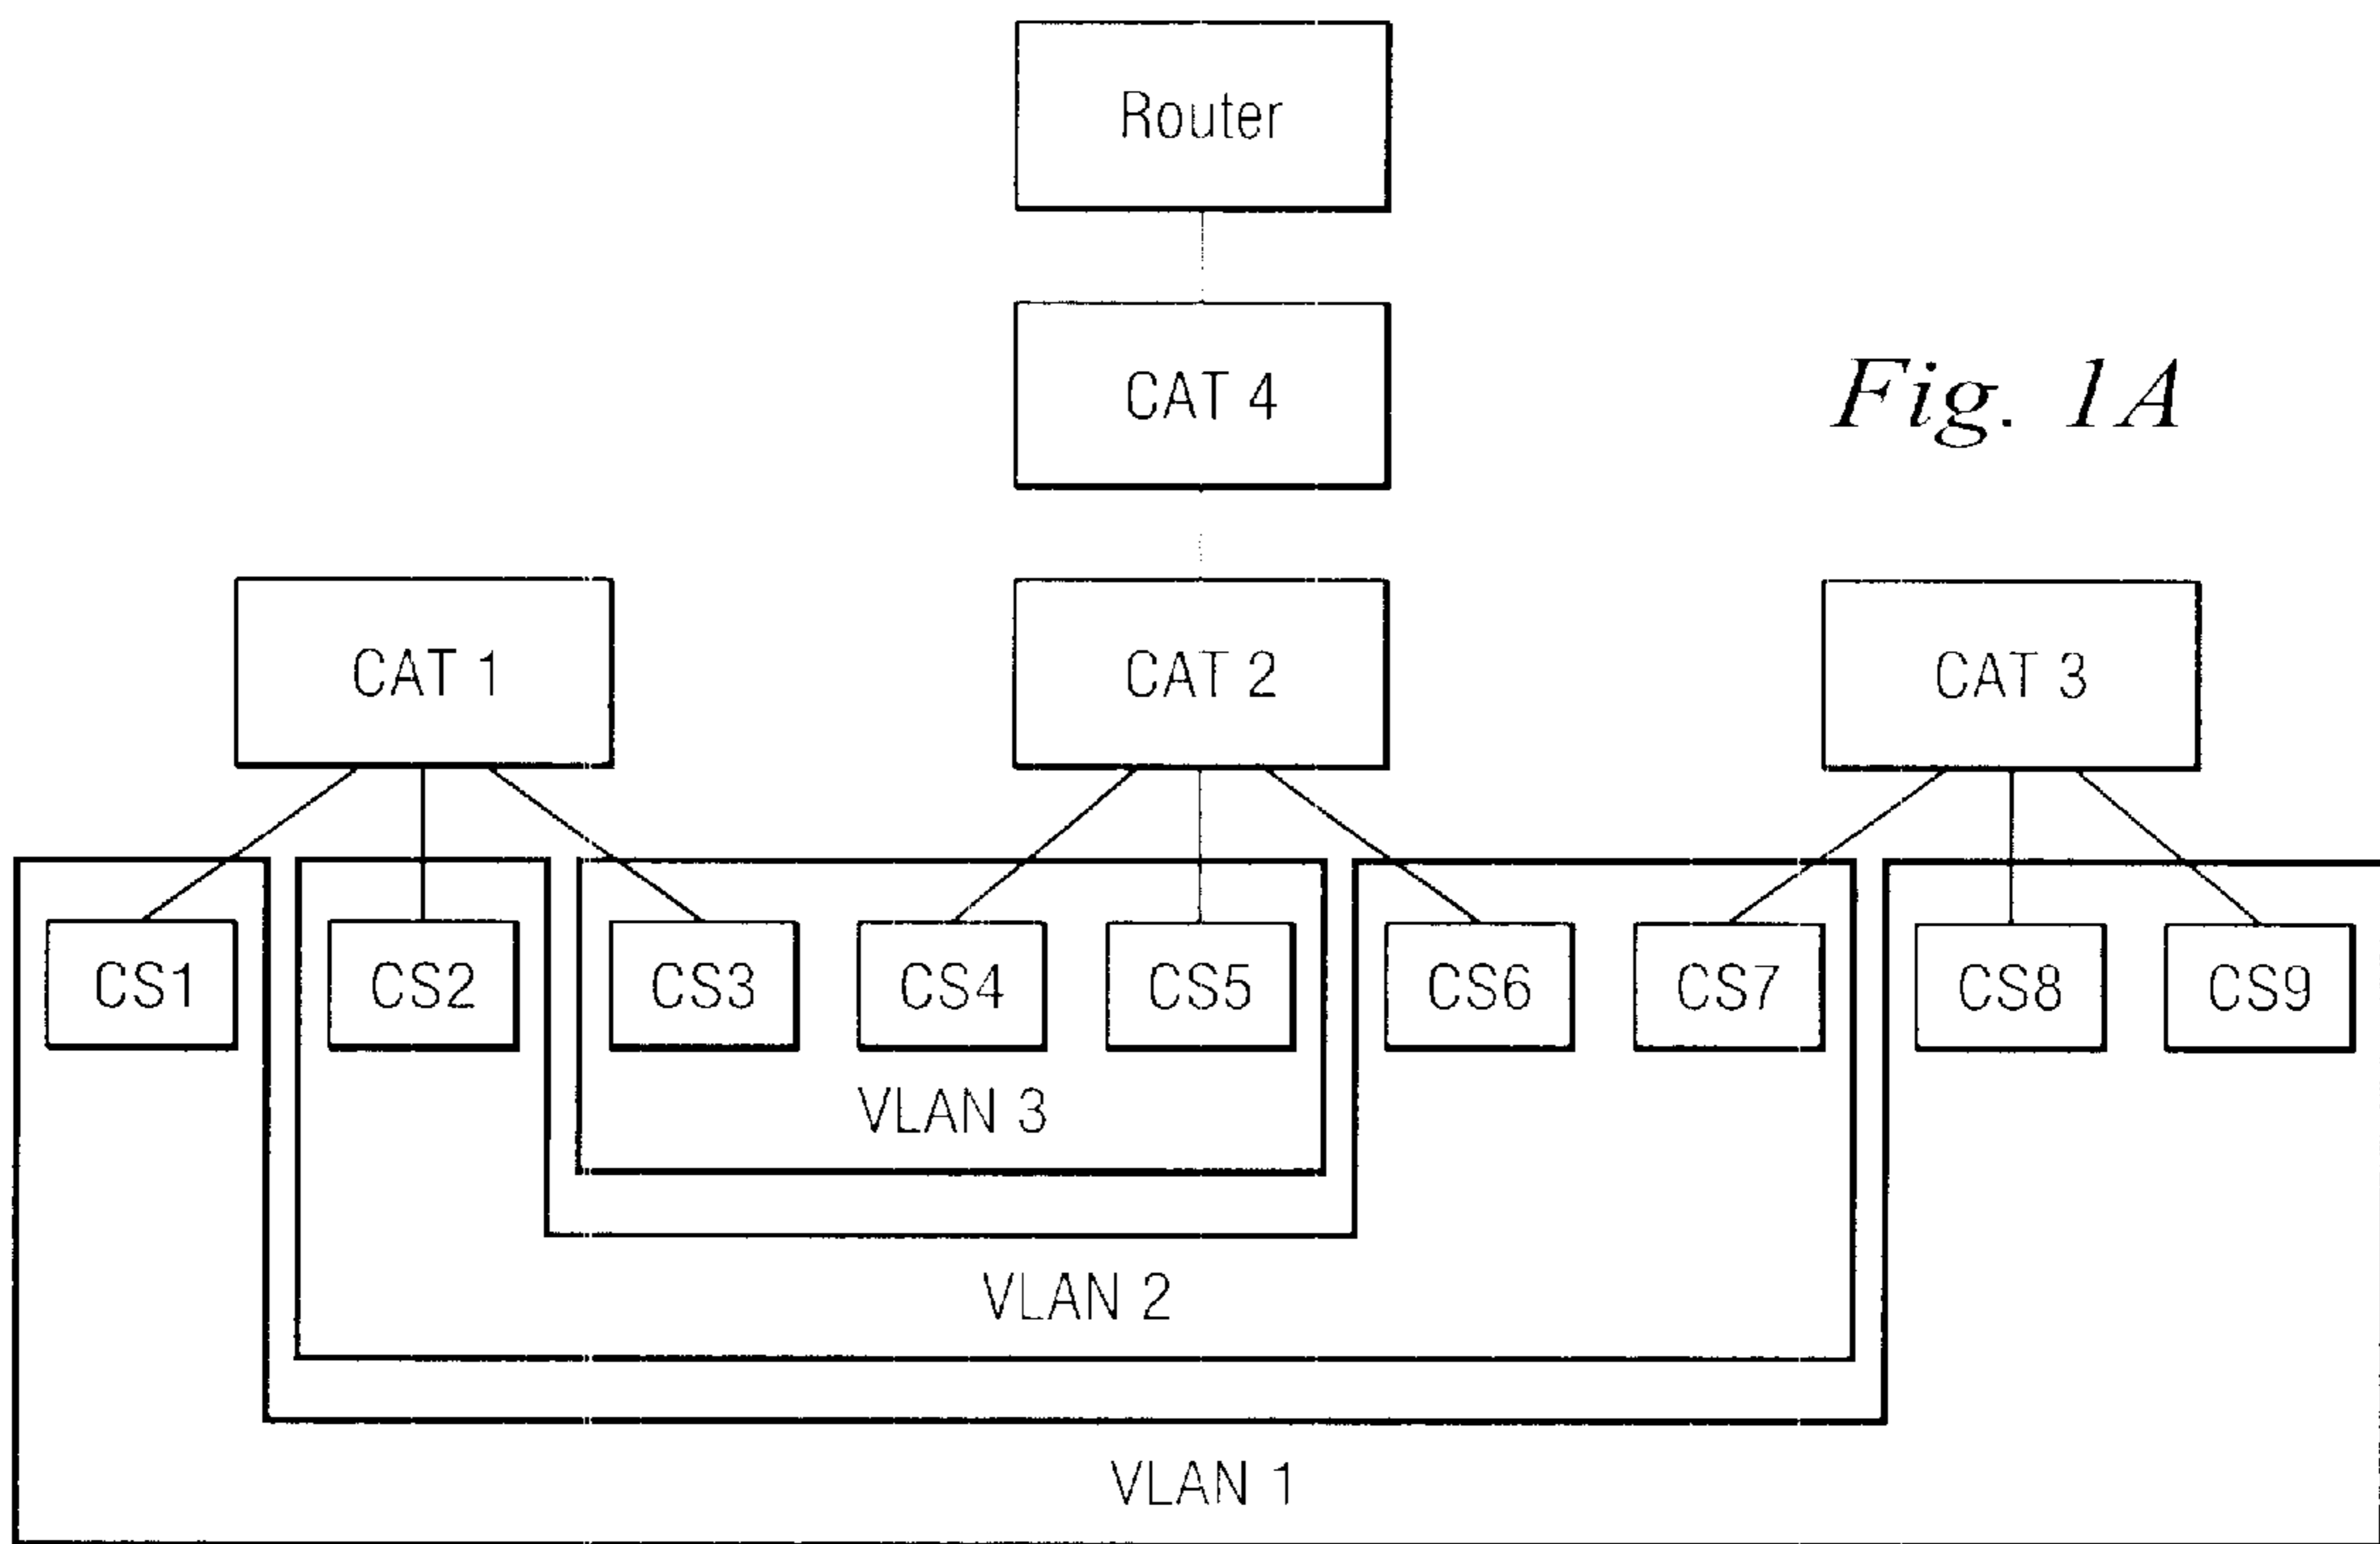 Router
CAT 4
Fig. 1A
CAT 1
CAT 2
CAT 3
CS1
CS2
CS3
CS4
CS5
CS6
CS7
CS8
CS9
VLAN 3
VLAN 2
VLAN 1